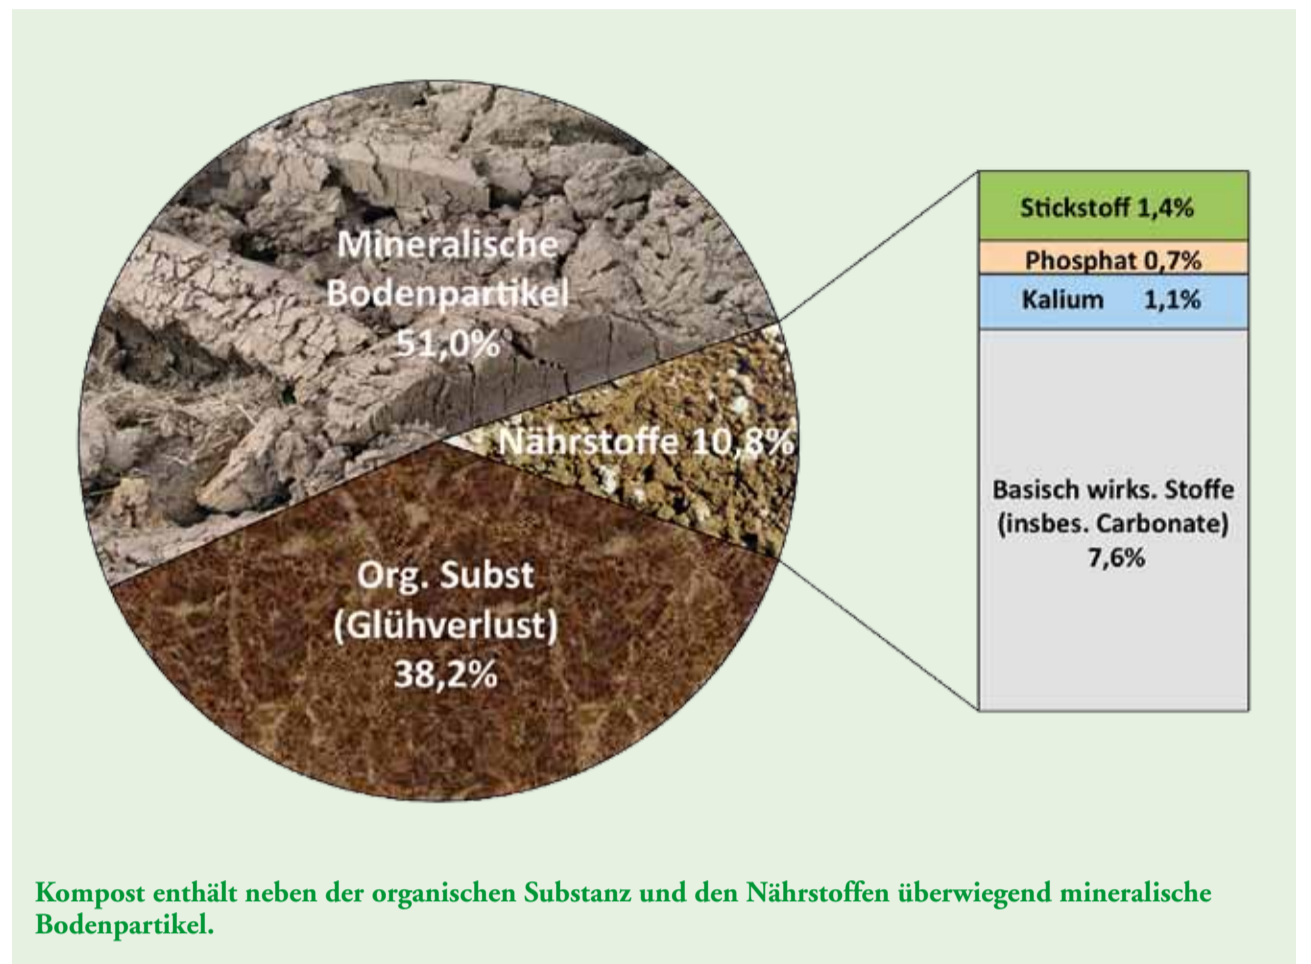 Mineralische
Bodenpartikel
51,0%
Nährstoffe 10,8%
Org. Subst
(Glühverlust)
38,2%
Stickstoff 1,4%
Phosphat 0,7%
Kalium 1,1%
Basisch wirks. Stoffe
(insbes. Carbonate)
7,6%
Kompost enthält neben der organischen Substanz und den Nährstoffen überwiegend mineralische
Bodenpartikel.